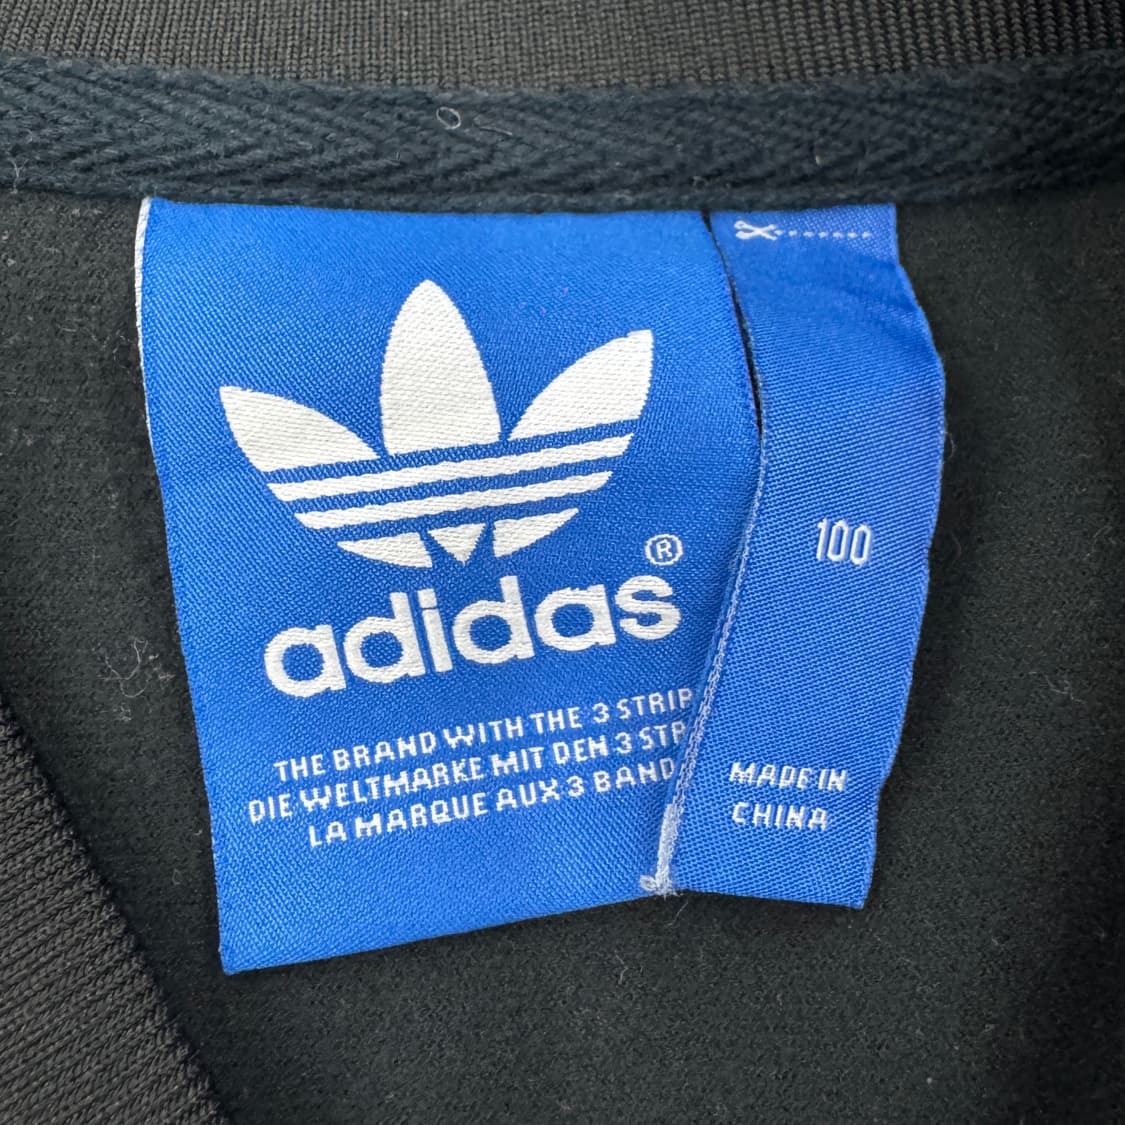 adidas®
THE BRAND WITH THE 3 STRIP
DIE WELTMARKE MIT DEN 3 STR
LA MARQUE AUX 3 BAND
100
MADE IN
CHINA